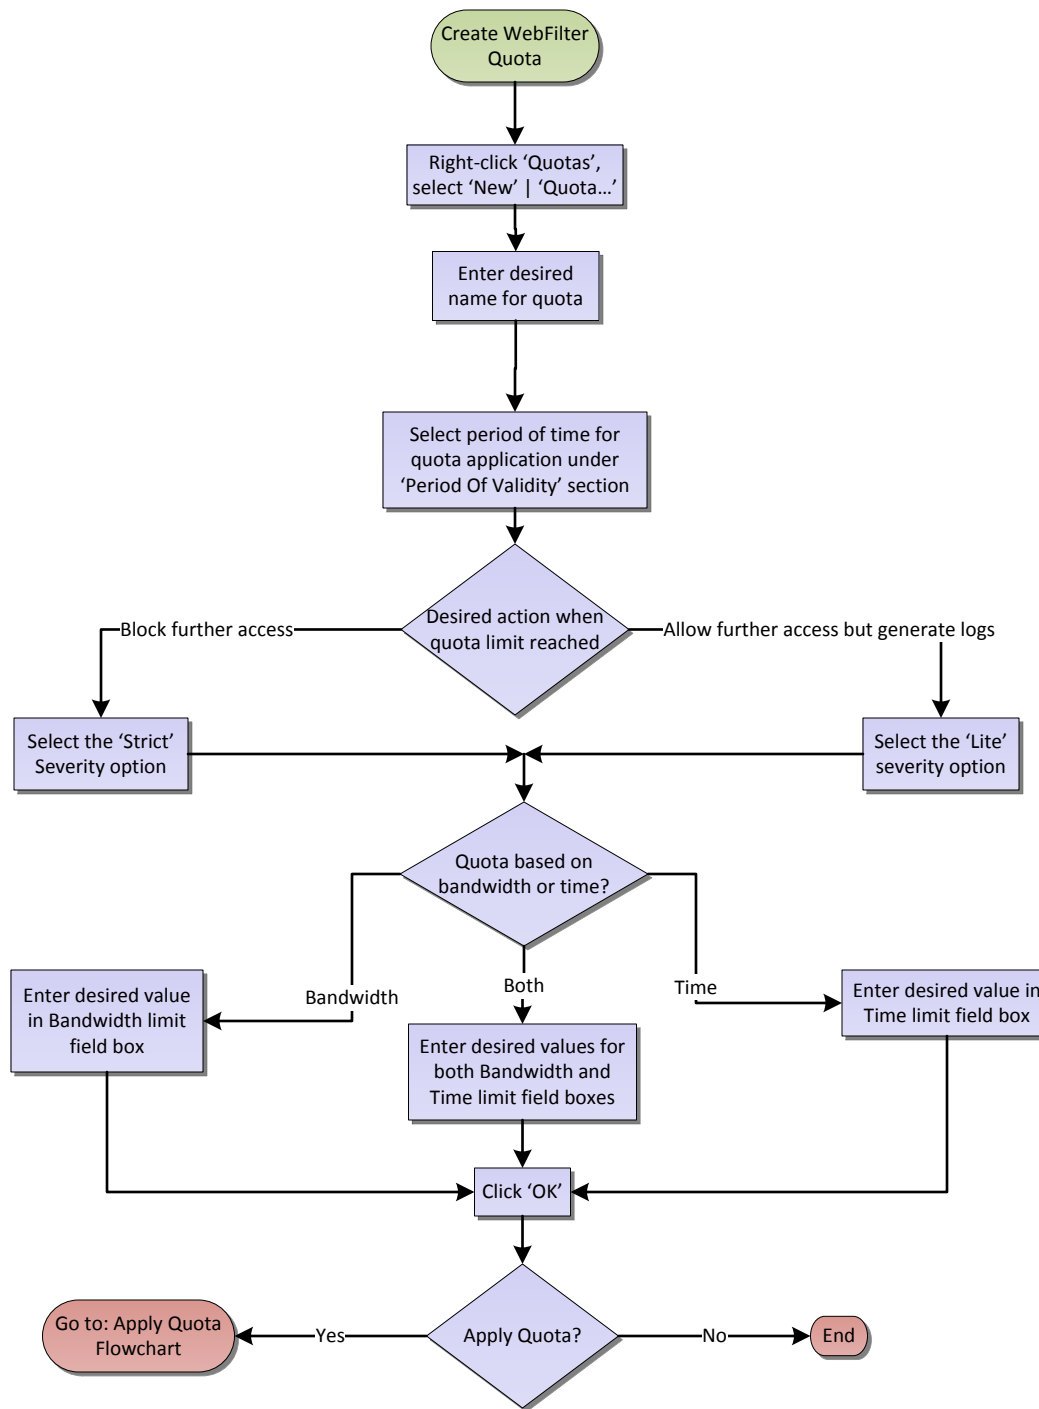 Create WebFilter
Quota
Right-click ‘Quotas’,
select ‘New’ | ‘Quota…’
Enter desired
name for quota
Select period of time for
quota application under
‘Period Of Validity’ section
Desired action when
quota limit reached
Block further access
Allow further access but generate logs
Select the ‘Strict’
Severity option
Select the ‘Lite’
severity option
Quota based on
bandwidth or time?
Bandwidth
Both
Time
Enter desired value
in Bandwidth limit
field box
Enter desired values for
both Bandwidth and
Time limit field boxes
Enter desired value in
Time limit field box
Click ‘OK’
Apply Quota?
Yes
No
Go to: Apply Quota
Flowchart
End